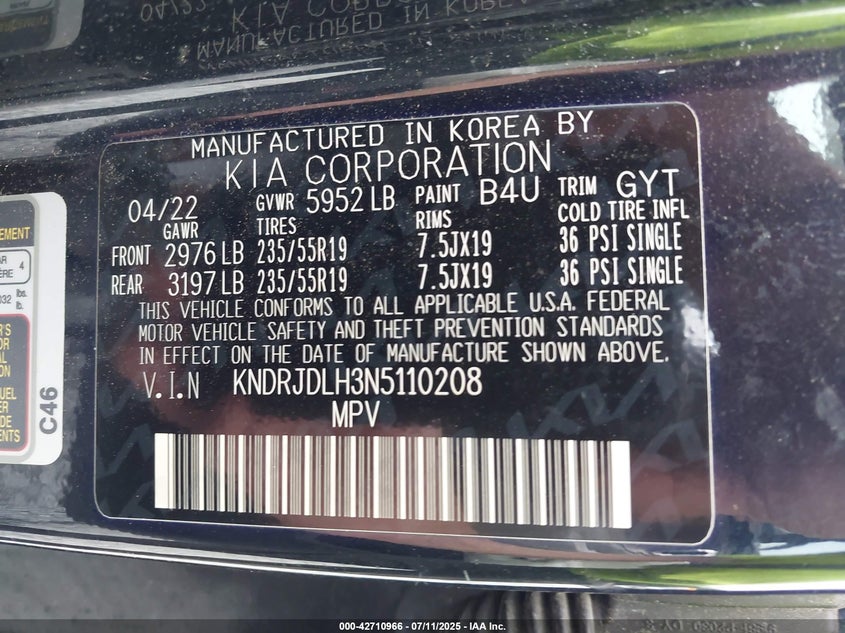 MANUFACTURED IN KOREA BY
KIA CORPORATION
04/22 GVWR 5952 LB PAINT B4U TRIM GYT
GAWR TIRES RIMS COLD TIRE INFL
FRONT 2976 LB 235/55R19 7.5JX19 36 PSI SINGLE
REAR 3197 LB 235/55R19 7.5JX19 36 PSI SINGLE
THIS VEHICLE CONFORMS TO ALL APPLICABLE U.S.A. FEDERAL
MOTOR VEHICLE SAFETY AND THEFT PREVENTION STANDARDS
IN EFFECT ON THE DATE OF MANUFACTURE SHOWN ABOVE.
V.I.N KNDRJDLH3N5110208
MPV
C46
000-42710966 - 07/11/2025 - IAA Inc.